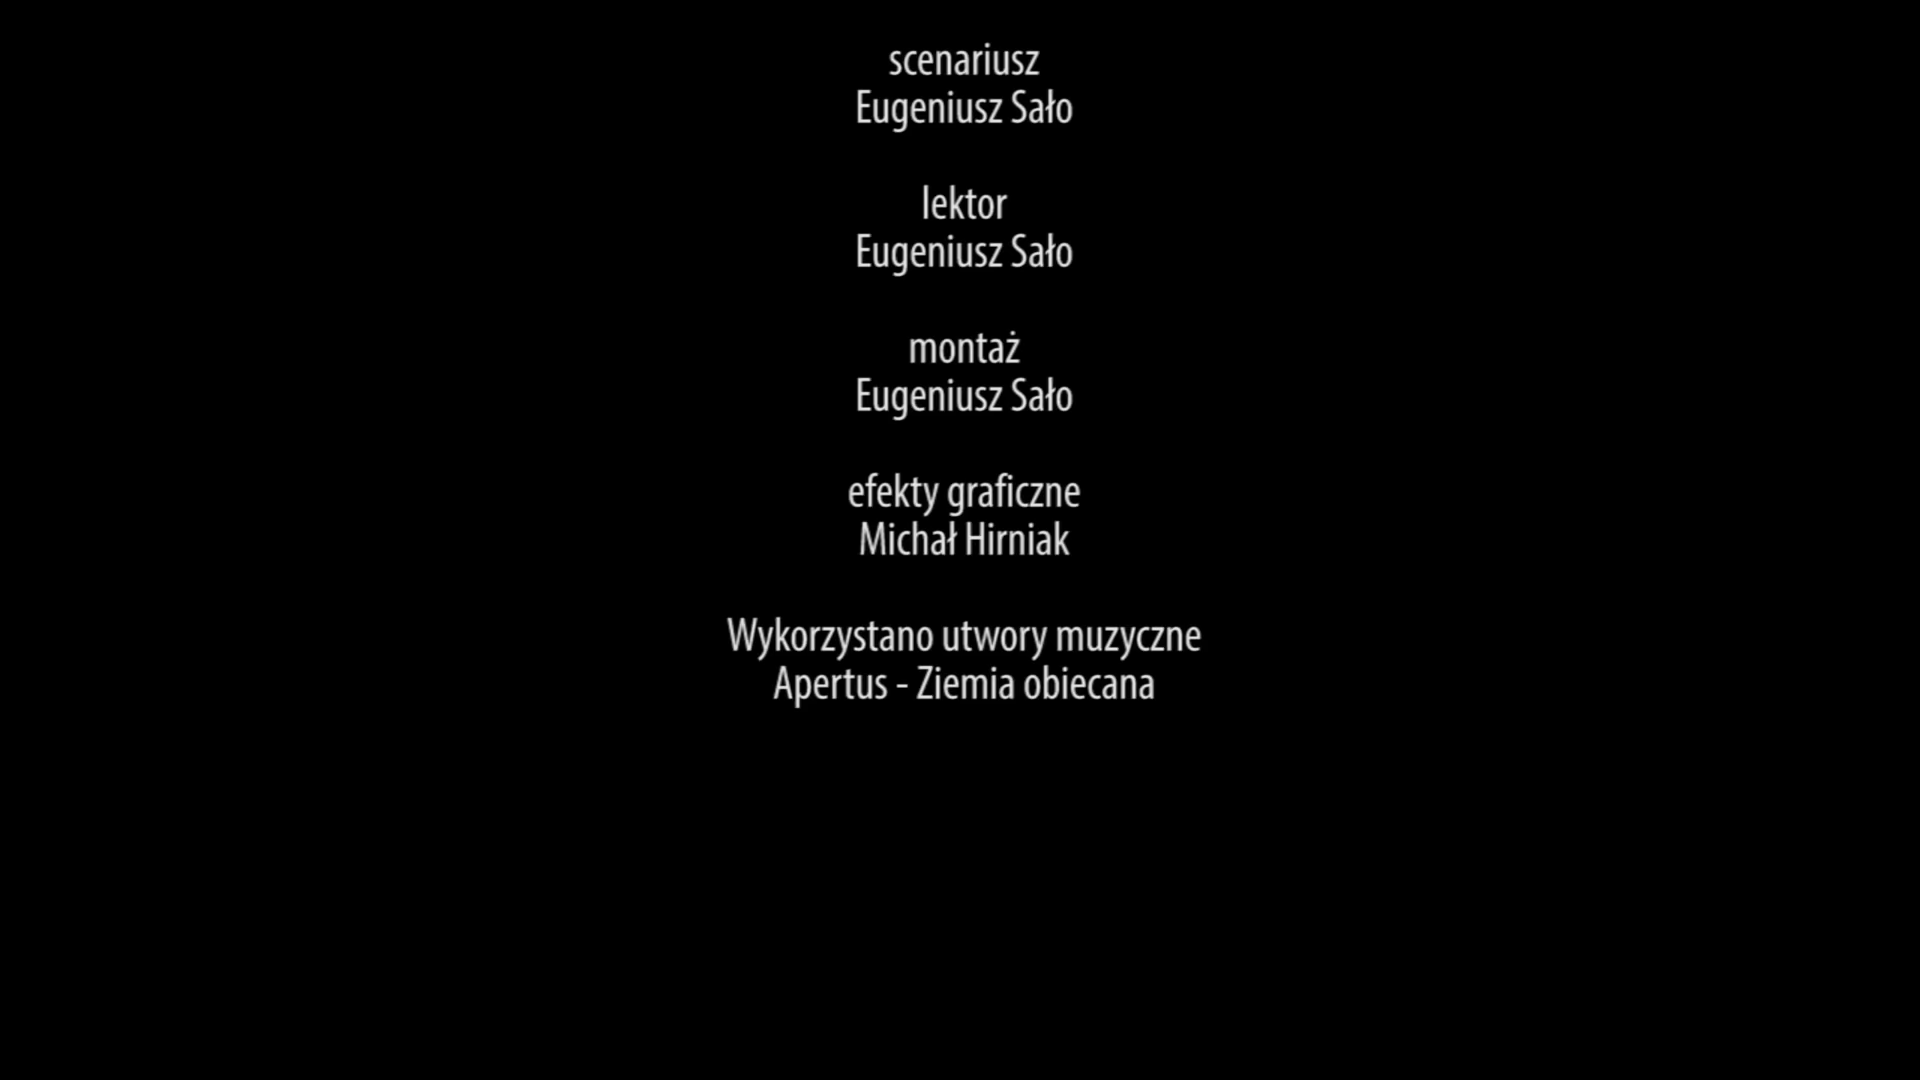 scenariusz
Eugeniusz Sało
lektor
Eugeniusz Sało
montaż
Eugeniusz Sało
efekty graficzne
Michał Hirniak
Wykorzystano utwory muzyczne
Apertus - Ziemia obiecana